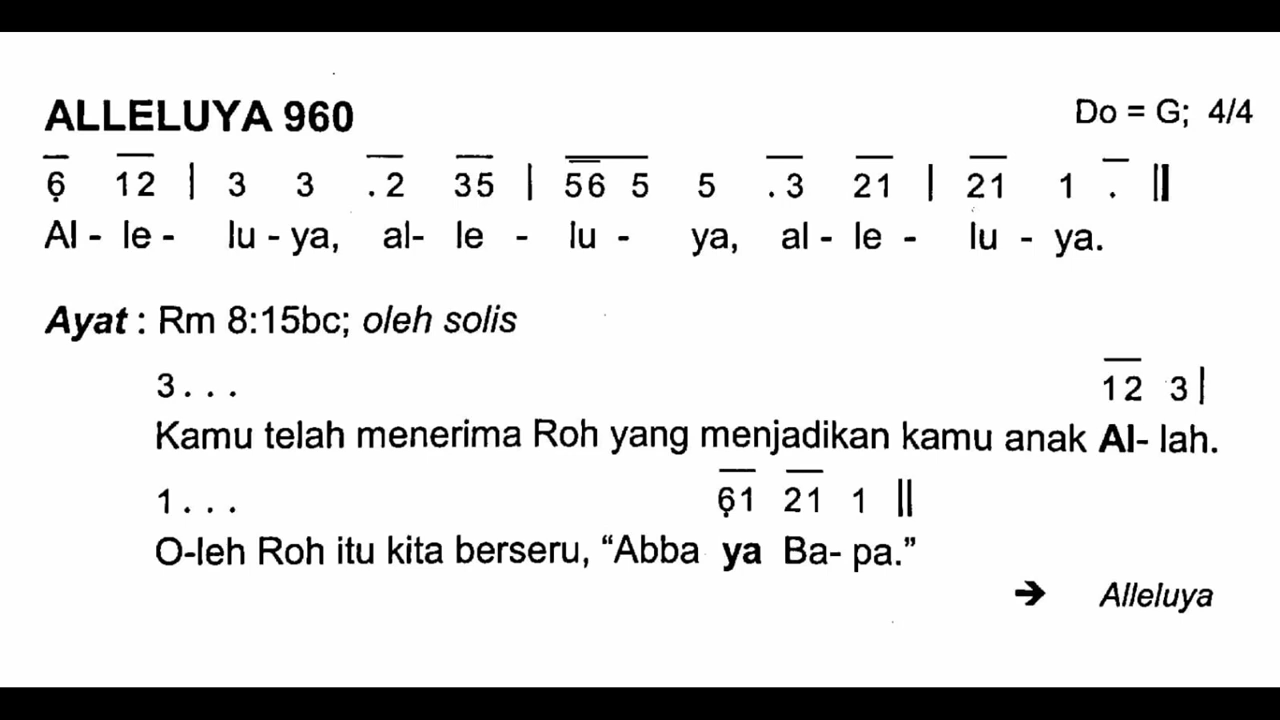 ALLELUYA 960 Do = G; 4/4
6̣ 12 | 3 3 .2 35 | 56 5 5 .3 21 | 21 1 . ||
Al - le - lu - ya, al- le - lu - ya, al - le - lu - ya.
Ayat : Rm 8:15bc; oleh solis
3 . . . 12 3 |
Kamu telah menerima Roh yang menjadikan kamu anak Al- lah.
1 . . . 6̣1 21 1 ||
O-leh Roh itu kita berseru, “Abba ya Ba- pa.”
→ Alleluya